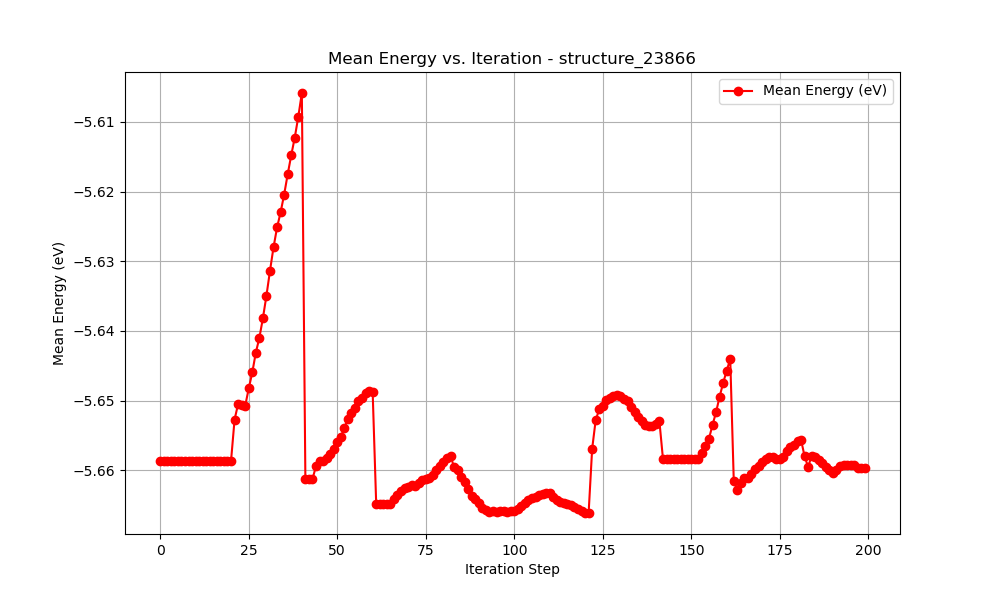 Mean Energy vs. Iteration - structure_23866
Mean Energy (eV)
−5.61
−5.62
−5.63
−5.64
−5.65
−5.66
Mean Energy (eV)
0 25 50 75 100 125 150 175 200
Iteration Step